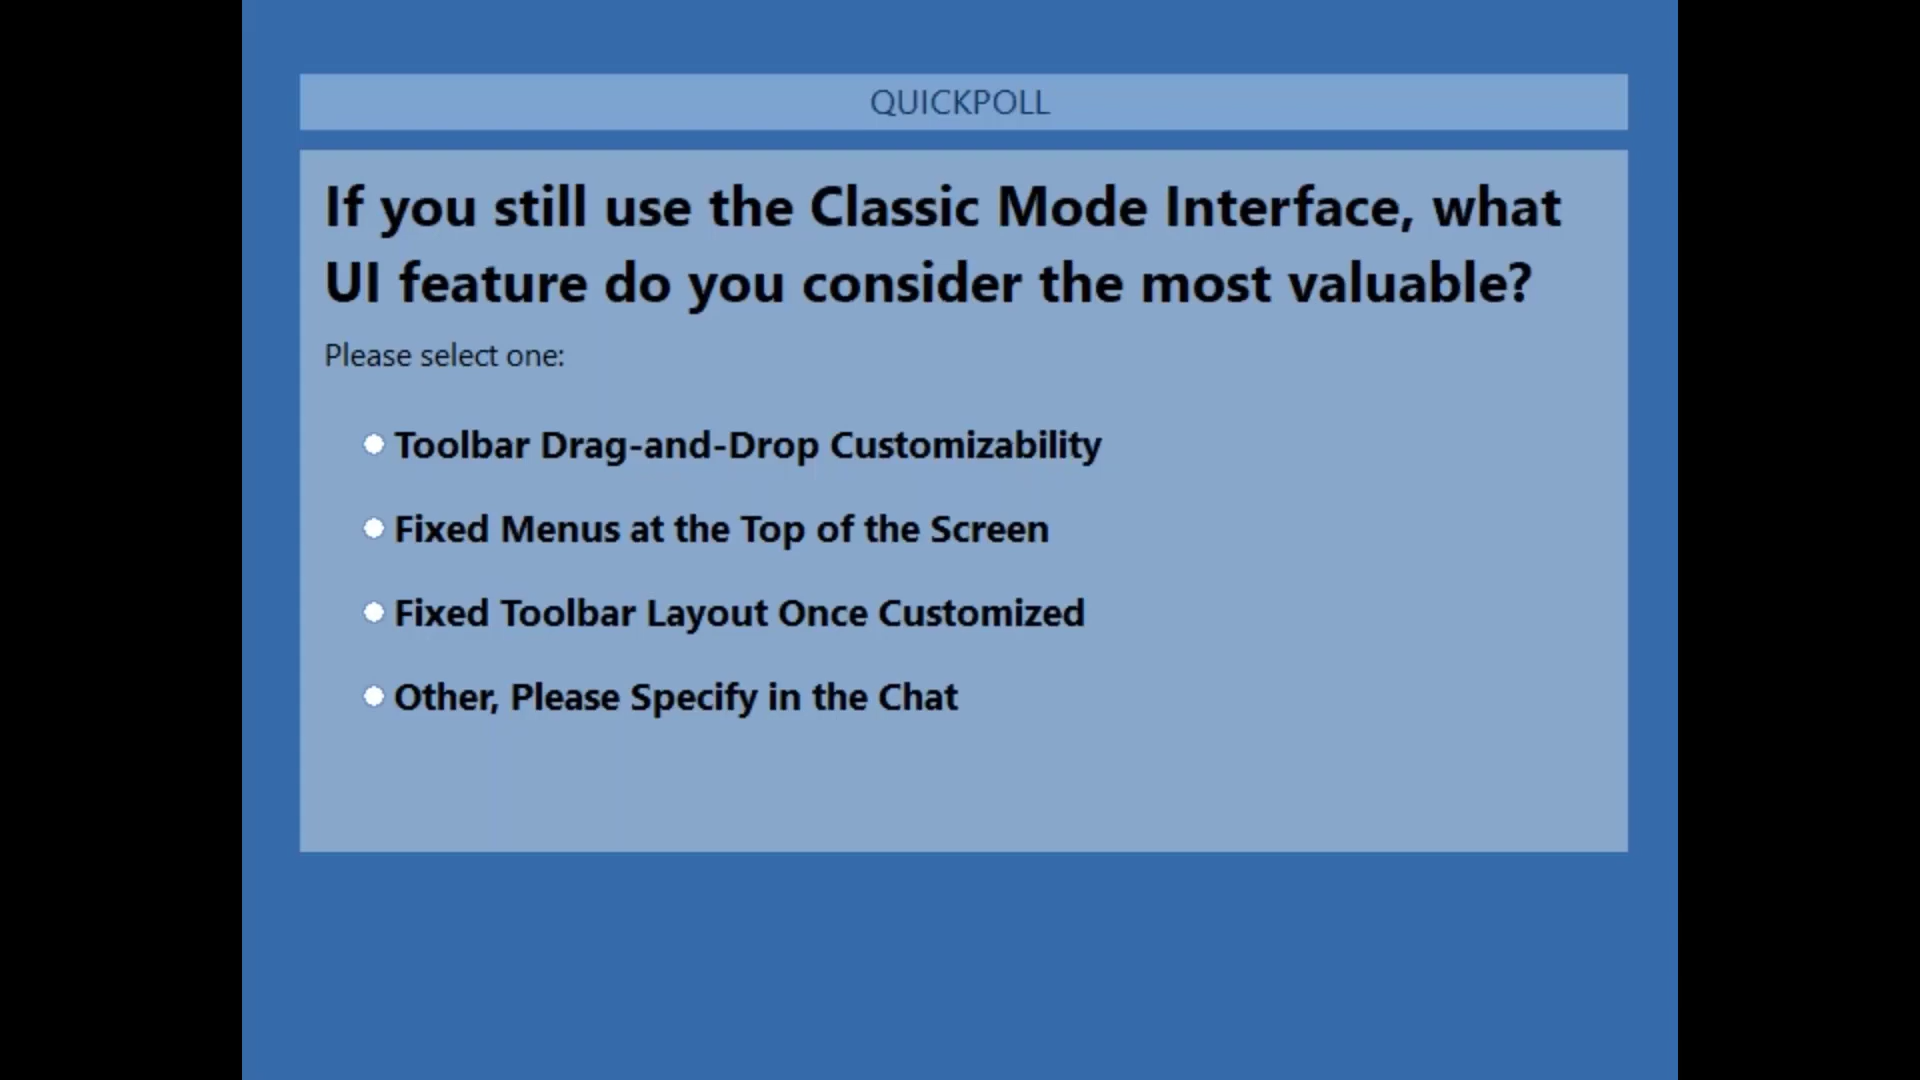 QUICKPOLL
If you still use the Classic Mode Interface, what
UI feature do you consider the most valuable?
Please select one:
Toolbar Drag-and-Drop Customizability
Fixed Menus at the Top of the Screen
Fixed Toolbar Layout Once Customized
Other, Please Specify in the Chat